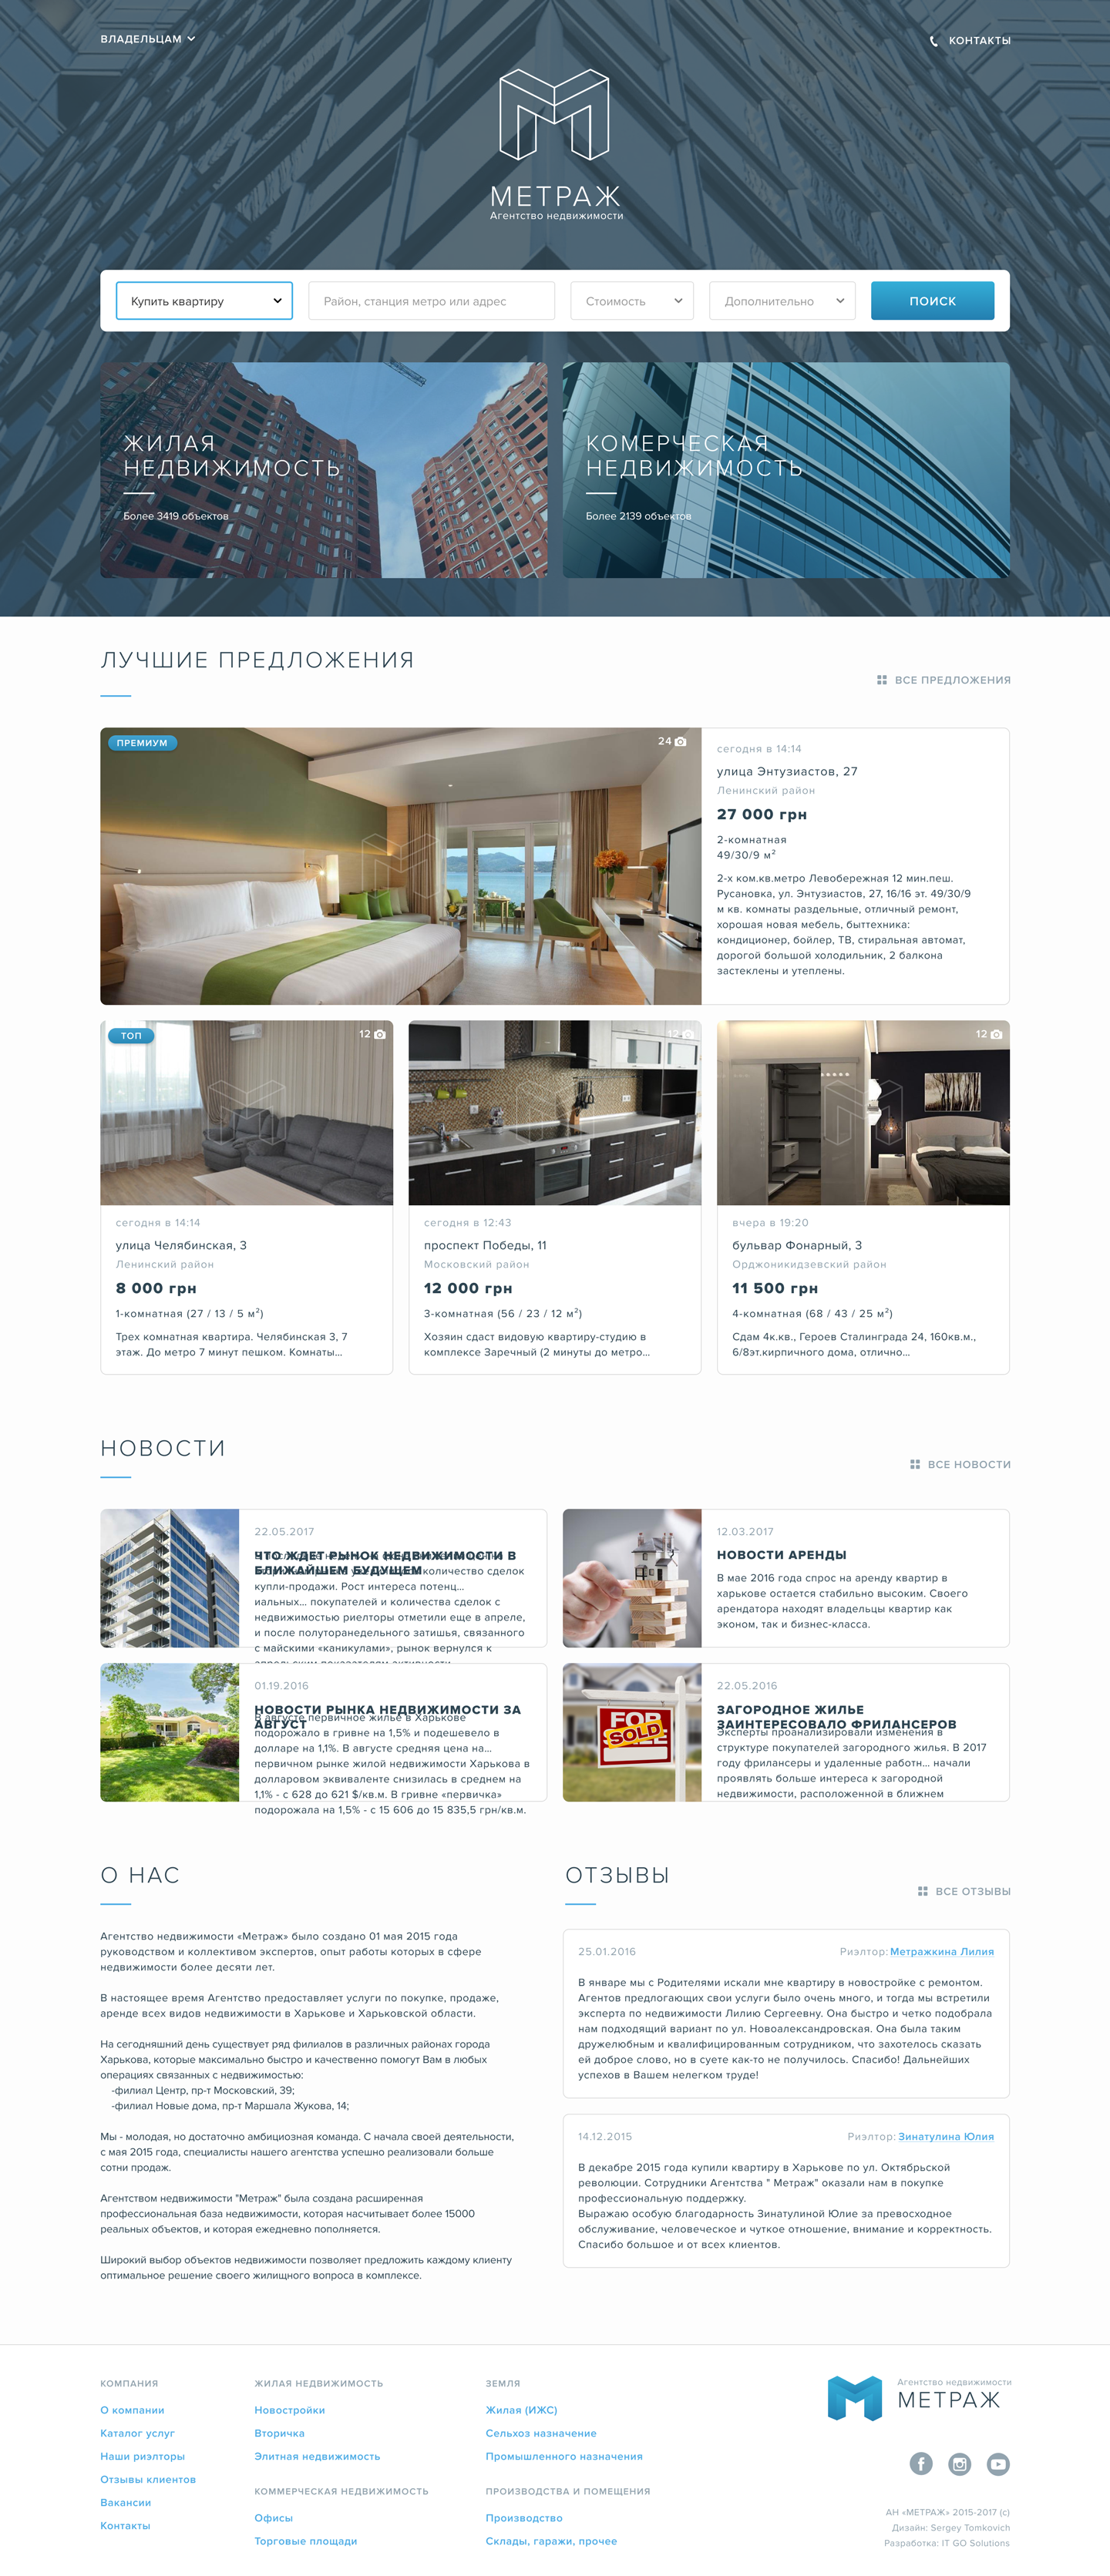 ВЛАДЕЛЬЦАМ
КОНТАКТЫ
МЕТРАЖ
Агентство недвижимости
Купить квартиру
Район, станция метро или адрес
Стоимость
Дополнительно
ПОИСК
ЖИЛАЯ
НЕДВИЖИМОСТЬ
Более 3419 объектов
КОМЕРЧЕСКАЯ
НЕДВИЖИМОСТЬ
Более 2139 объектов
ЛУЧШИЕ ПРЕДЛОЖЕНИЯ
ВСЕ ПРЕДЛОЖЕНИЯ
ПРЕМИУМ
24
сегодня в 14:14
улица Энтузиастов, 27
Ленинский район
27 000 грн
2-комнатная
49/30/9 м²
2-х ком.кв.метро Левобережная 12 мин.пеш.
Русановка, ул. Энтузиастов, 27, 16/16 эт. 49/30/9
м кв. комнаты раздельные, отличный ремонт,
хорошая новая мебель, быттехника:
кондиционер, бойлер, ТВ, стиральная автомат,
дорогой большой холодильник, 2 балкона
застеклены и утеплены.
ТОП
12
сегодня в 14:14
улица Челябинская, 3
Ленинский район
8 000 грн
1-комнатная (27 / 13 / 5 м²)
Трех комнатная квартира. Челябинская 3, 7
этаж. До метро 7 минут пешком. Комнаты...
12
сегодня в 12:43
проспект Победы, 11
Московский район
12 000 грн
3-комнатная (56 / 23 / 12 м²)
Хозяин сдаст видовую квартиру-студию в
комплексе Заречный (2 минуты до метро...
12
вчера в 19:20
бульвар Фонарный, 3
Орджоникидзевский район
11 500 грн
4-комнатная (68 / 43 / 25 м²)
Сдам 4к.кв., Героев Сталинграда 24, 160кв.м.,
6/8эт.кирпичного дома, отлично...
НОВОСТИ
ВСЕ НОВОСТИ
22.05.2017
ЧТО ЖДЕТ РЫНОК НЕДВИЖИМОСТИ В
БЛИЖАЙШЕМ БУДУЩЕМ
количество сделок
купли-продажи. Рост интереса потенц...
иальных... покупателей и количества сделок с
недвижимостью риелторы отметили еще в апреле,
и после полуторанедельного затишья, связанного
с майскими «каникулами», рынок вернулся к
12.03.2017
НОВОСТИ АРЕНДЫ
В мае 2016 года спрос на аренду квартир в
харькове остается стабильно высоким. Своего
арендатора находят владельцы квартир как
эконом, так и бизнес-класса.
01.19.2016
НОВОСТИ РЫНКА НЕДВИЖИМОСТИ ЗА
АВГУСТ
В августе первичное жилье в Харькове
подорожало в гривне на 1,5% и подешевело в
долларе на 1,1%. В августе средняя цена на...
первичном рынке жилой недвижимости Харькова в
долларовом эквиваленте снизилась в среднем на
1,1% - с 628 до 621 $/кв.м. В гривне «первичка»
подорожала на 1,5% - с 15 606 до 15 835,5 грн/кв.м.
FOR
SOLD
22.05.2016
ЗАГОРОДНОЕ ЖИЛЬЕ
ЗАИНТЕРЕСОВАЛО ФРИЛАНСЕРОВ
Эксперты проанализировали изменения в
структуре покупателей загородного жилья. В 2017
году фрилансеры и удаленные работн... начали
проявлять больше интереса к загородной
недвижимости, расположенной в ближнем
О НАС
Агентство недвижимости «Метраж» было создано 01 мая 2015 года
руководством и коллективом экспертов, опыт работы которых в сфере
недвижимости более десяти лет.
В настоящее время Агентство предоставляет услуги по покупке, продаже,
аренде всех видов недвижимости в Харькове и Харьковской области.
На сегодняшний день существует ряд филиалов в различных районах города
Харькова, которые максимально быстро и качественно помогут Вам в любых
операциях связанных с недвижимостью:
-филиал Центр, пр-т Московский, 39;
-филиал Новые дома, пр-т Маршала Жукова, 14;
Мы - молодая, но достаточно амбициозная команда. С начала своей деятельности,
с мая 2015 года, специалисты нашего агентства успешно реализовали больше
сотни продаж.
Агентством недвижимости "Метраж" была создана расширенная
профессиональная база недвижимости, которая насчитывает более 15000
реальных объектов, и которая ежедневно пополняется.
Широкий выбор объектов недвижимости позволяет предложить каждому клиенту
оптимальное решение своего жилищного вопроса в комплексе.
ОТЗЫВЫ
ВСЕ ОТЗЫВЫ
25.01.2016
Риэлтор: Метражкина Лилия
В январе мы с Родителями искали мне квартиру в новостройке с ремонтом.
Агентов предлогающих свои услуги было очень много, и тогда мы встретили
эксперта по недвижимости Лилию Сергеевну. Она быстро и четко подобрала
нам подходящий вариант по ул. Новоалександровская. Она была таким
дружелюбным и квалифицированным сотрудником, что захотелось сказать
ей доброе слово, но в суете как-то не получилось. Спасибо! Дальнейших
успехов в Вашем нелегком труде!
14.12.2015
Риэлтор: Зинатулина Юлия
В декабре 2015 года купили квартиру в Харькове по ул. Октябрьской
революции. Сотрудники Агентства " Метраж" оказали нам в покупке
профессиональную поддержку.
Выражаю особую благодарность Зинатулиной Юлие за превосходное
обслуживание, человеческое и чуткое отношение, внимание и корректность.
Спасибо большое и от всех клиентов.
КОМПАНИЯ
О компании
Каталог услуг
Наши риэлторы
Отзывы клиентов
Вакансии
Контакты
ЖИЛАЯ НЕДВИЖИМОСТЬ
Новостройки
Вторичка
Элитная недвижимость
КОММЕРЧЕСКАЯ НЕДВИЖИМОСТЬ
Офисы
Торговые площади
ЗЕМЛЯ
Жилая (ИЖС)
Сельхоз назначение
Промышленного назначения
ПРОИЗВОДСТВА И ПОМЕЩЕНИЯ
Производство
Склады, гаражи, прочее
Агентство недвижимости
МЕТРАЖ
АН «МЕТРАЖ» 2015-2017 (с)
Дизайн: Sergey Tomkovich
Разработка: IT GO Solutions